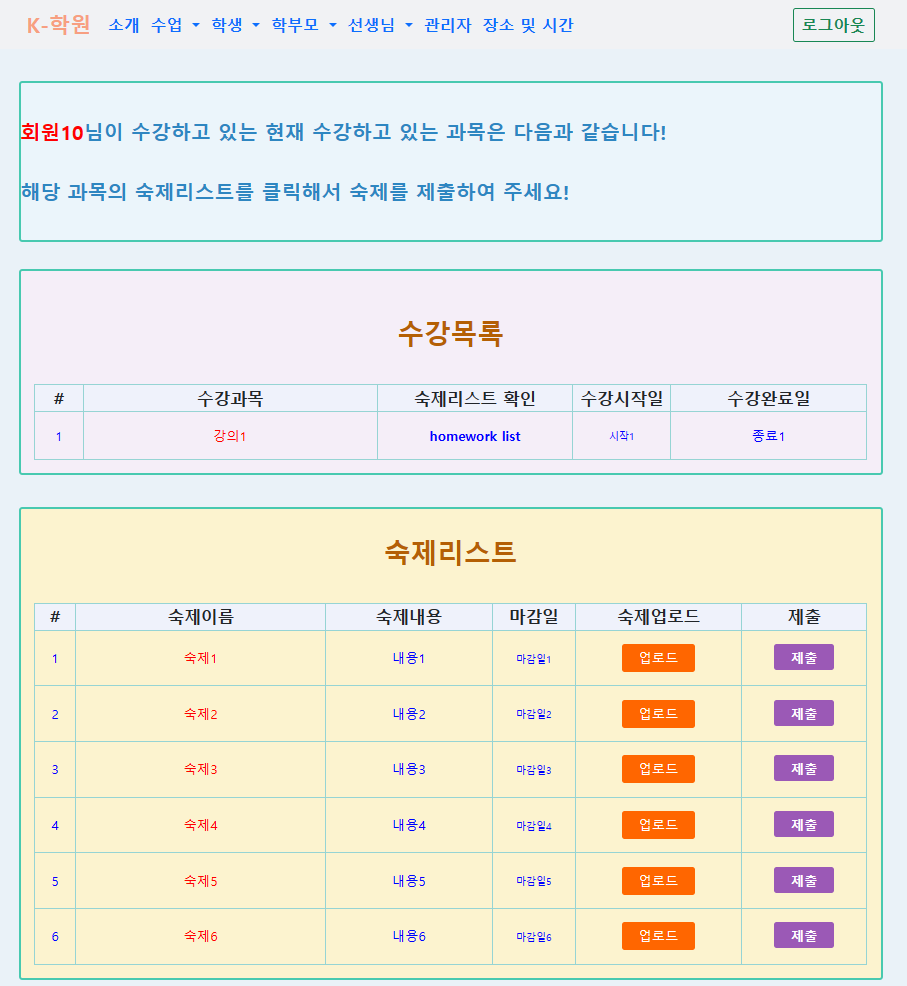 K-학원 소개 수업 학생 학부모 선생님 관리자 장소 및 시간 로그아웃
회원10님이 수강하고 있는 현재 수강하고 있는 과목은 다음과 같습니다!
해당 과목의 숙제리스트를 클릭해서 숙제를 제출하여 주세요!
수강목록
# 수강과목 숙제리스트 확인 수강시작일 수강완료일
1 강의1 homework list 시작1 종료1
숙제리스트
# 숙제이름 숙제내용 마감일 숙제업로드 제출
1 숙제1 내용1 마감일1 업로드 제출
2 숙제2 내용2 마감일2 업로드 제출
3 숙제3 내용3 마감일3 업로드 제출
4 숙제4 내용4 마감일4 업로드 제출
5 숙제5 내용5 마감일5 업로드 제출
6 숙제6 내용6 마감일6 업로드 제출